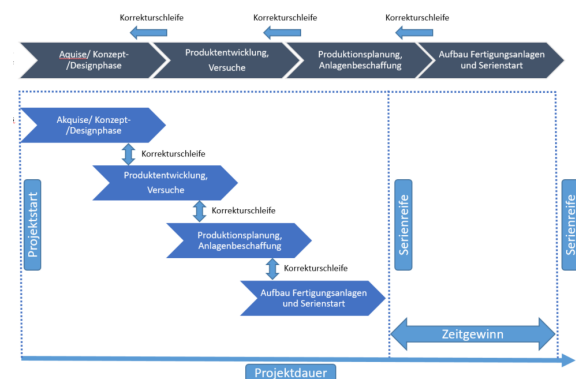 Korrekturschleife
Korrekturschleife
Korrekturschleife
Aquise/ Konzept-
/Designphase
Produktentwicklung,
Versuche
Produktionsplanung,
Anlagenbeschaffung
Aufbau Fertigungsanlagen
und Serienstart
Akquise/ Konzept-
/Designphase
Korrekturschleife
Produktentwicklung,
Versuche
Korrekturschleife
Produktionsplanung,
Anlagenbeschaffung
Korrekturschleife
Aufbau Fertigungsanlagen
und Serienstart
Projektstart
Serienreife
Serienreife
Zeitgewinn
Projektdauer